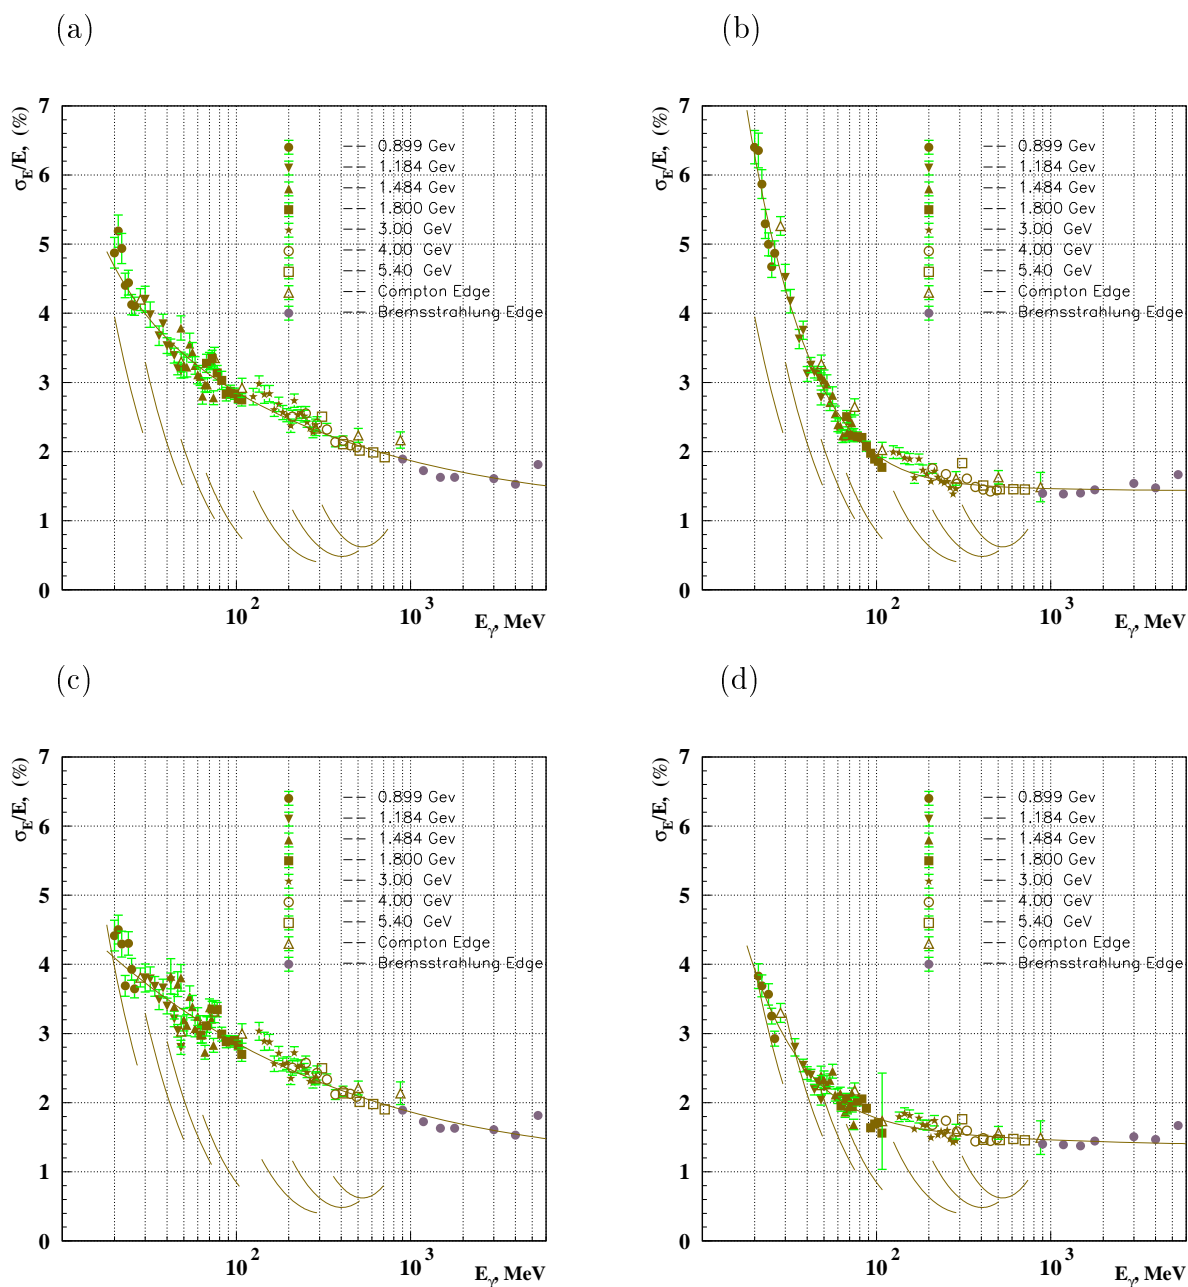 (a)
7
6
5
4
3
2
1
0
σE/E, (%)
0.899 Gev
1.184 Gev
1.484 Gev
1.800 Gev
3.00 GeV
4.00 GeV
5.40 GeV
Compton Edge
Bremsstrahlung Edge
10^2
10^3
Eγ, MeV
(b)
7
6
5
4
3
2
1
0
σE/E, (%)
0.899 Gev
1.184 Gev
1.484 Gev
1.800 Gev
3.00 GeV
4.00 GeV
5.40 GeV
Compton Edge
Bremsstrahlung Edge
10^2
10^3
Eγ, MeV
(c)
7
6
5
4
3
2
1
0
σE/E, (%)
0.899 Gev
1.184 Gev
1.484 Gev
1.800 Gev
3.00 GeV
4.00 GeV
5.40 GeV
Compton Edge
Bremsstrahlung Edge
10^2
10^3
Eγ, MeV
(d)
7
6
5
4
3
2
1
0
σE/E, (%)
0.899 Gev
1.184 Gev
1.484 Gev
1.800 Gev
3.00 GeV
4.00 GeV
5.40 GeV
Compton Edge
Bremsstrahlung Edge
10^2
10^3
Eγ, MeV